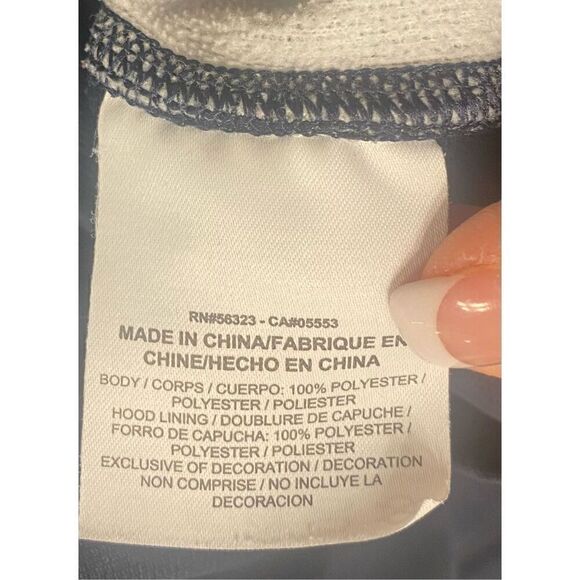 RN#56323 - CA#05553
MADE IN CHINA/FABRIQUE EN
CHINE/HECHO EN CHINA
BODY / CORPS / CUERPO: 100% POLYESTER /
POLYESTER / POLIESTER
HOOD LINING / DOUBLURE DE CAPUCHE /
FORRO DE CAPUCHA: 100% POLYESTER /
POLYESTER / POLIESTER
EXCLUSIVE OF DECORATION / DECORATION
NON COMPRISE / NO INCLUYE LA
DECORACION